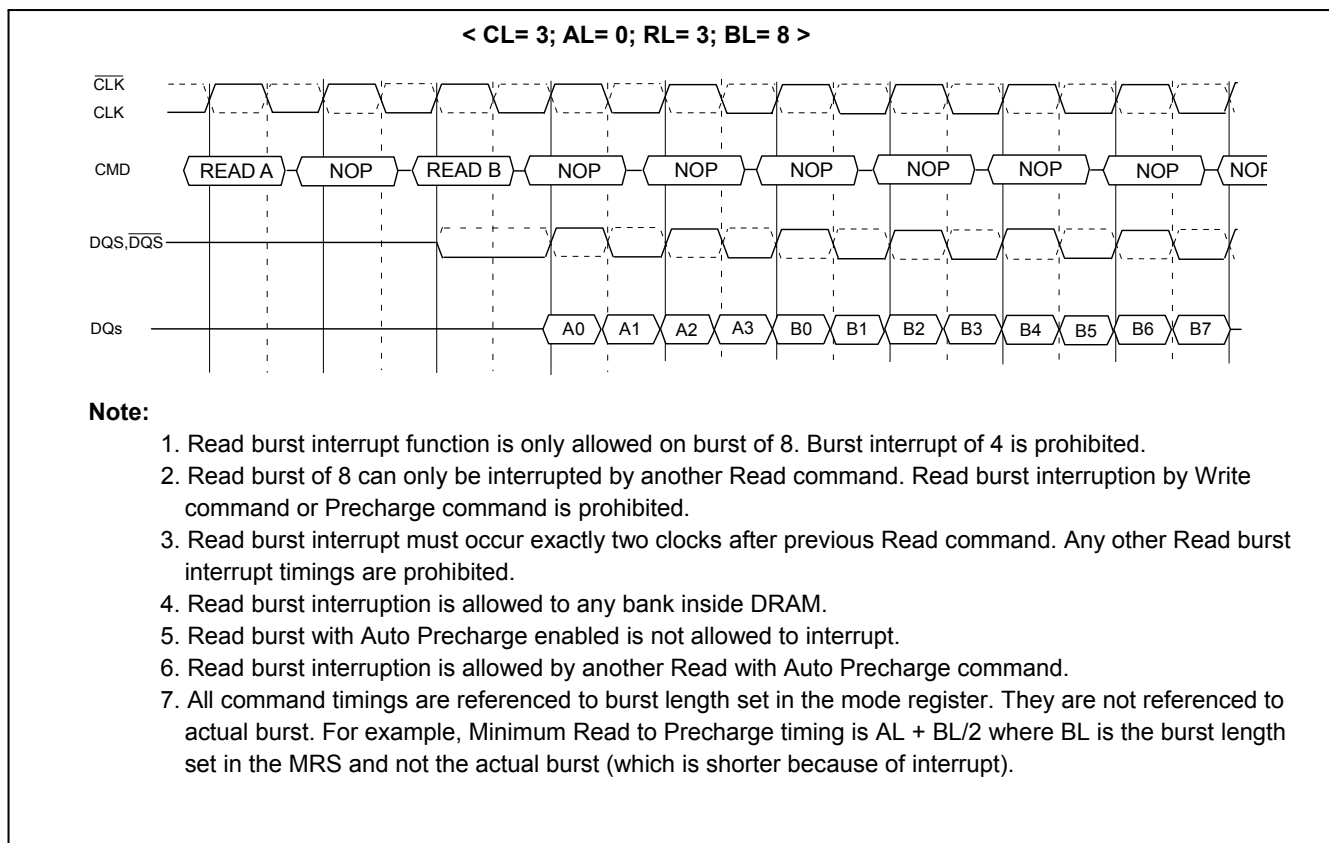 < CL= 3; AL= 0; RL= 3; BL= 8 >
CLK
CLK
CMD READ A NOP READ B NOP NOP NOP NOP NOP NOP NOP
DQS,DQS
DQs A0 A1 A2 A3 B0 B1 B2 B3 B4 B5 B6 B7
Note:
1. Read burst interrupt function is only allowed on burst of 8. Burst interrupt of 4 is prohibited.
2. Read burst of 8 can only be interrupted by another Read command. Read burst interruption by Write
command or Precharge command is prohibited.
3. Read burst interrupt must occur exactly two clocks after previous Read command. Any other Read burst
interrupt timings are prohibited.
4. Read burst interruption is allowed to any bank inside DRAM.
5. Read burst with Auto Precharge enabled is not allowed to interrupt.
6. Read burst interruption is allowed by another Read with Auto Precharge command.
7. All command timings are referenced to burst length set in the mode register. They are not referenced to
actual burst. For example, Minimum Read to Precharge timing is AL + BL/2 where BL is the burst length
set in the MRS and not the actual burst (which is shorter because of interrupt).